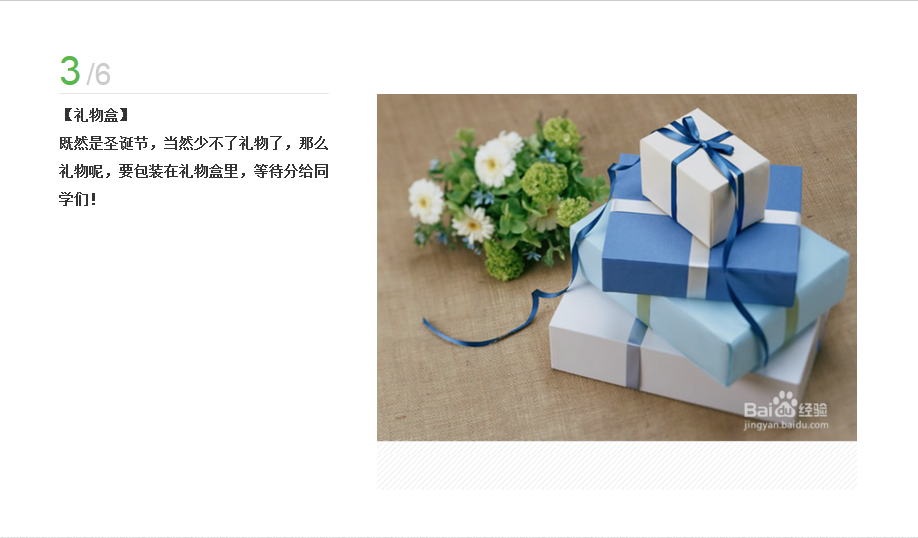 3 /6
【礼物盒】
既然是圣诞节，当然少不了礼物了，那么
礼物呢，要包装在礼物盒里，等待分给同
学们！
Baidu经验
jingyan.baidu.com